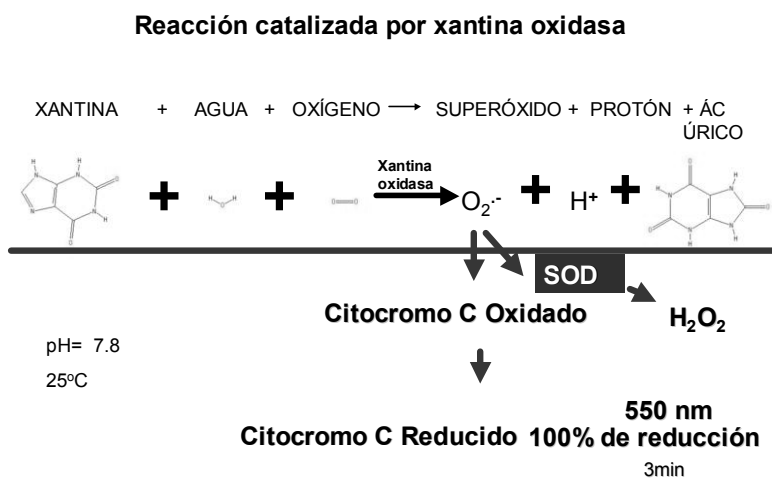 Reacción catalizada por xantina oxidasa
XANTINA + AGUA + OXÍGENO → SUPERÓXIDO + PROTÓN + ÁC
ÚRICO
Xantina
oxidasa
+ + O₂·- + H+ +
SOD
Citocromo C Oxidado
H₂O₂
pH= 7.8
25ºC
550 nm
Citocromo C Reducido 100% de reducción
3min